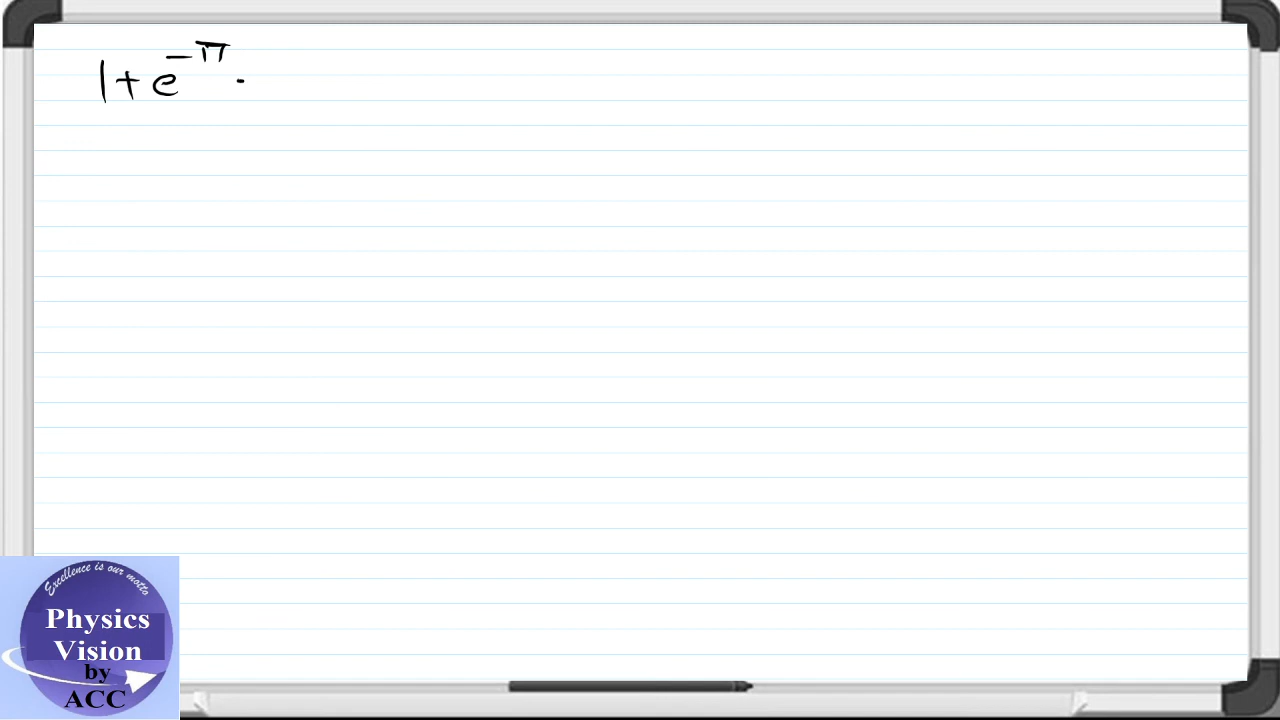 1 + e^{-π} ·
Excellence is our motto
Physics
Vision
by
ACC